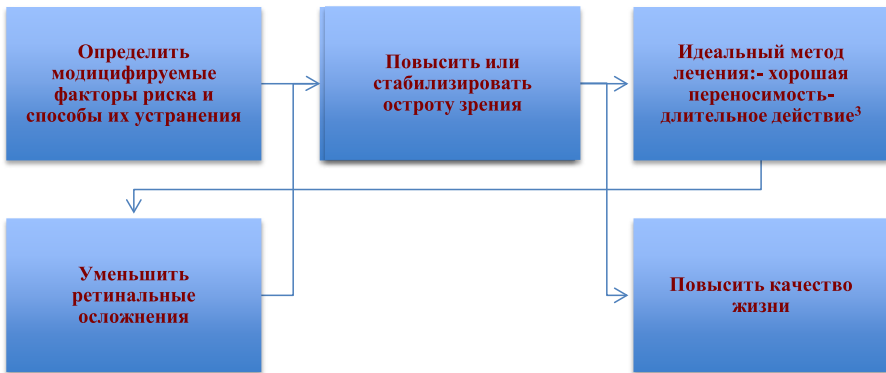 Определить
модицифируемые
факторы риска и
способы их устранения
Повысить или
стабилизировать
остроту зрения
Идеальный метод
лечения:- хорошая
переносимость-
длительное действие³
Уменьшить
ретинальные
осложнения
Повысить качество
жизни